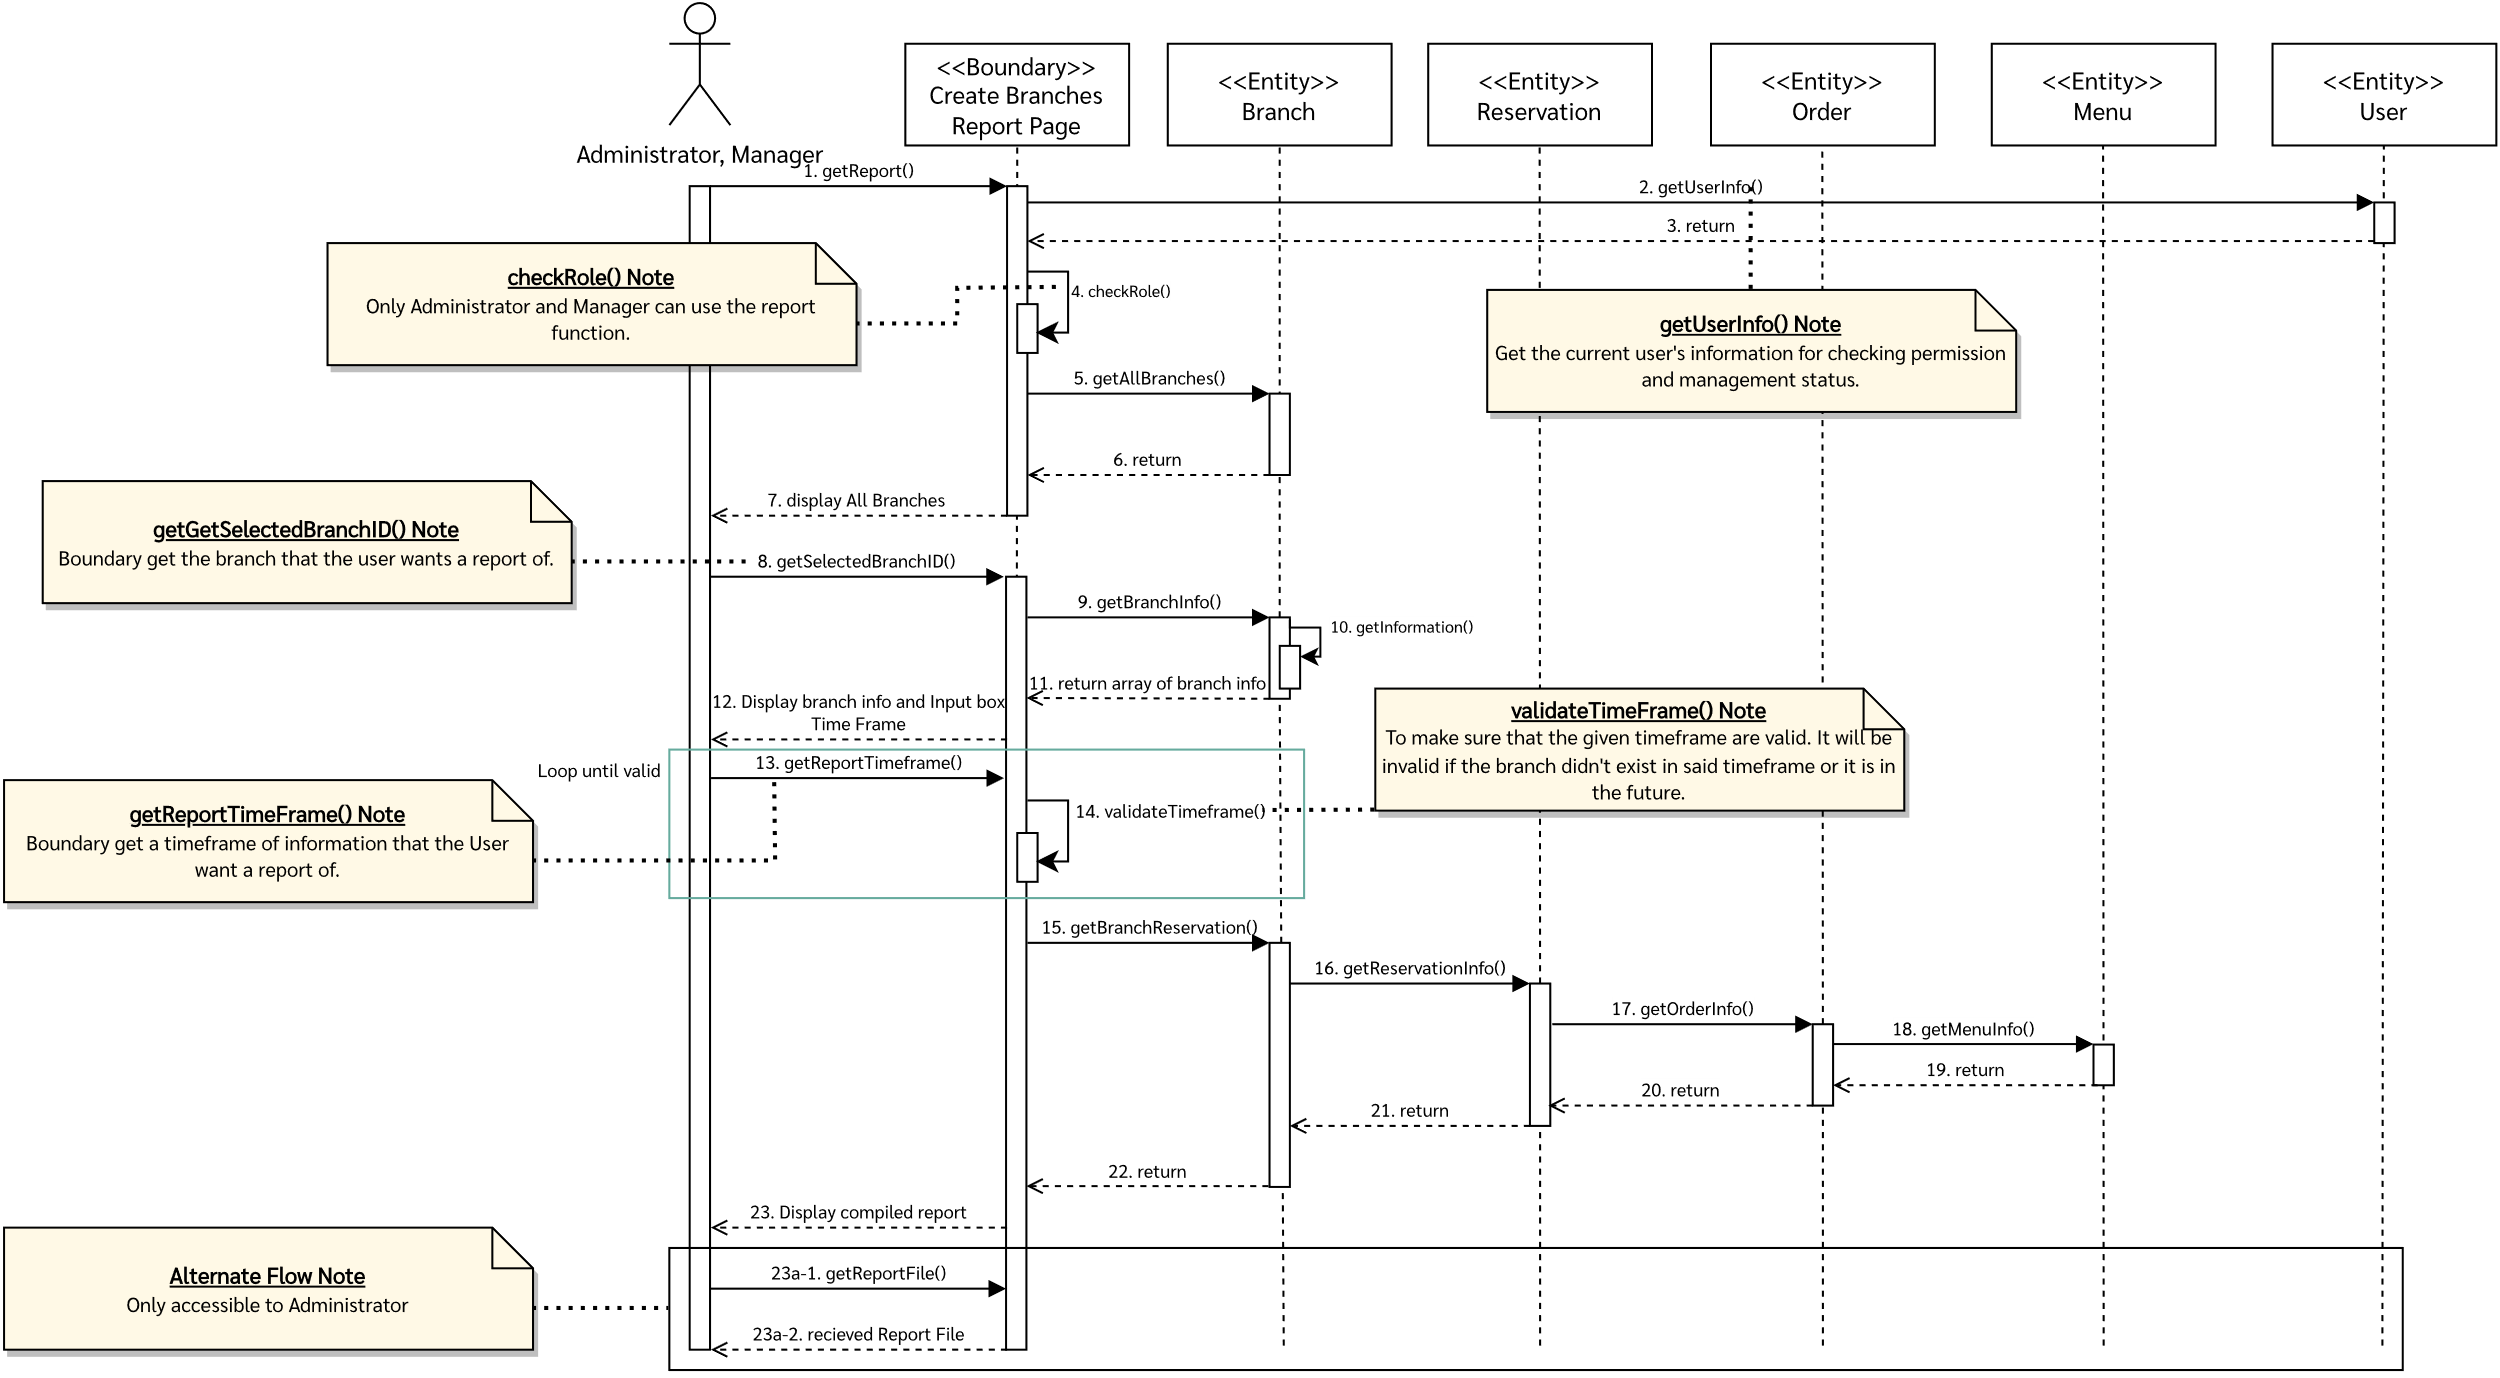 <<Boundary>>
Create Branches
Report Page
<<Entity>>
Branch
<<Entity>>
Reservation
<<Entity>>
Order
<<Entity>>
Menu
<<Entity>>
User
Administrator, Manager
1. getReport()
2. getUserInfo()
3. return
checkRole() Note
Only Administrator and Manager can use the report
function.
4. checkRole()
getUserInfo() Note
Get the current user's information for checking permission
and management status.
5. getAllBranches()
6. return
7. display All Branches
getGetSelectedBranchID() Note
Boundary get the branch that the user wants a report of.
8. getSelectedBranchID()
9. getBranchInfo()
10. getInformation()
11. return array of branch info
12. Display branch info and Input box
Time Frame
validateTimeFrame() Note
To make sure that the given timeframe are valid. It will be
invalid if the branch didn't exist in said timeframe or it is in
the future.
Loop until valid
13. getReportTimeframe()
14. validateTimeframe()
getReportTimeFrame() Note
Boundary get a timeframe of information that the User
want a report of.
15. getBranchReservation()
16. getReservationInfo()
17. getOrderInfo()
18. getMenuInfo()
19. return
20. return
21. return
22. return
23. Display compiled report
Alternate Flow Note
Only accessible to Administrator
23a-1. getReportFile()
23a-2. recieved Report File